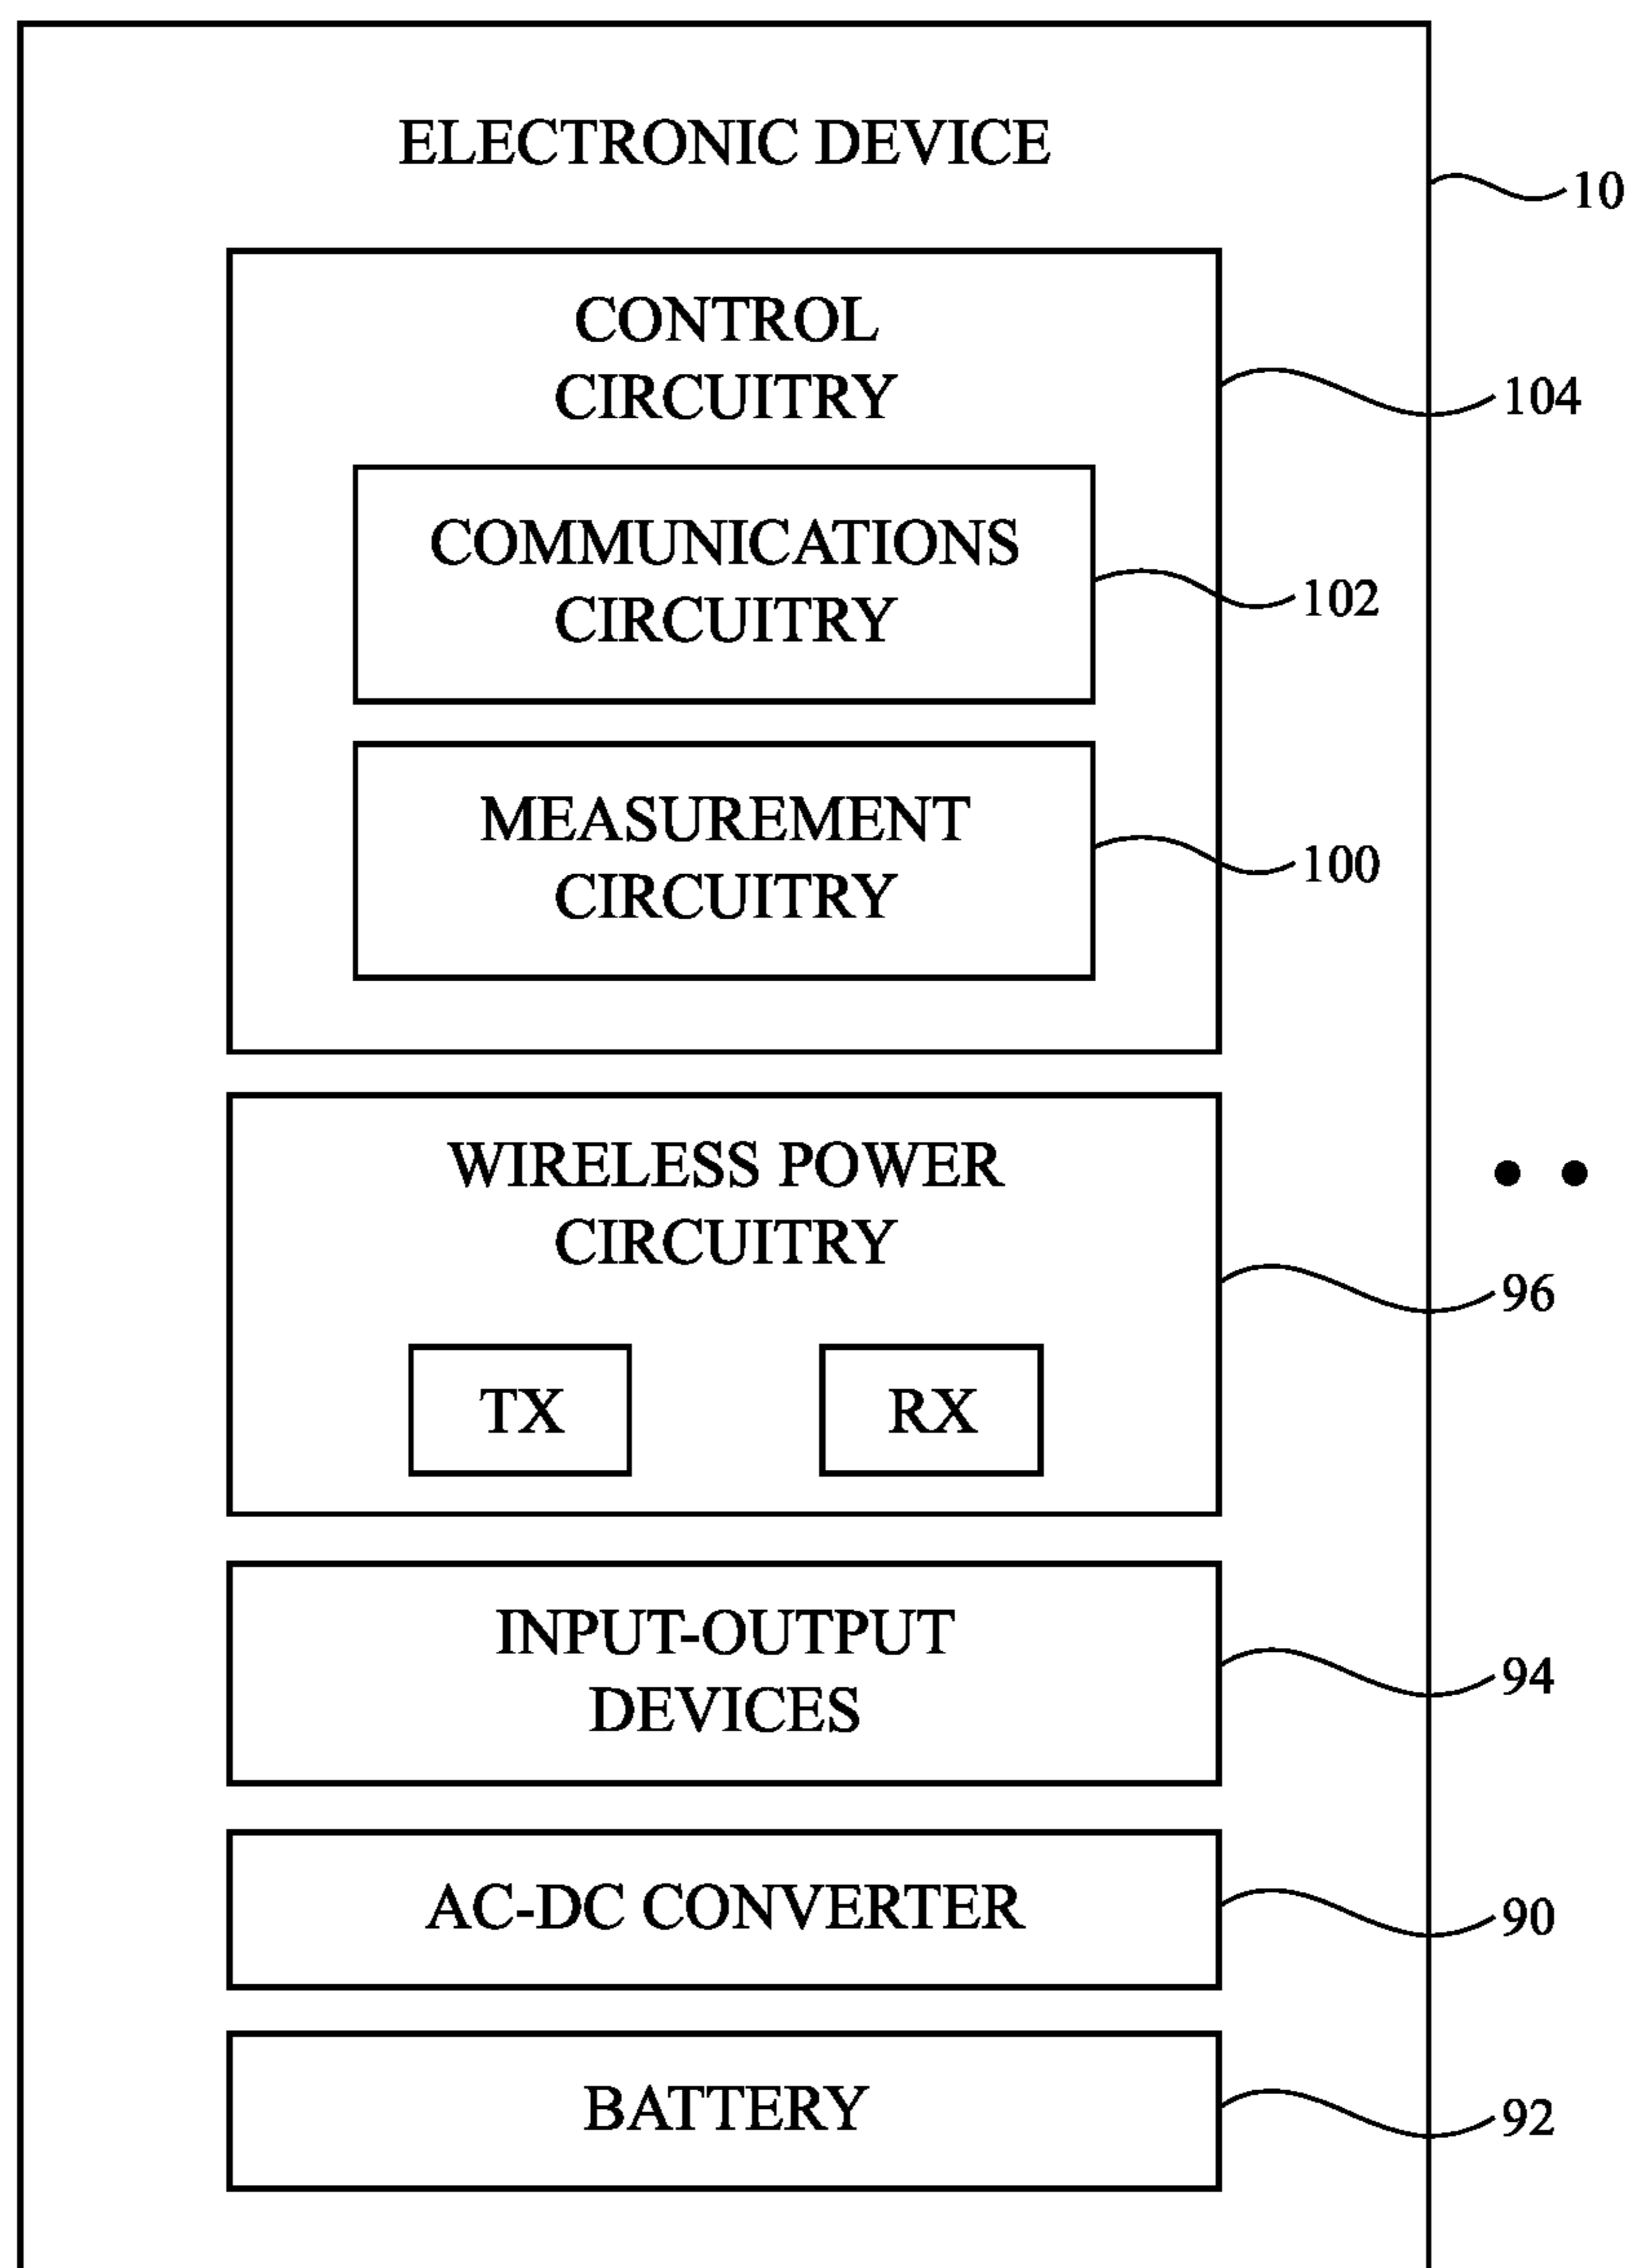 ELECTRONIC DEVICE
10
CONTROL
CIRCUITRY
104
COMMUNICATIONS
CIRCUITRY
102
MEASUREMENT
CIRCUITRY
100
WIRELESS POWER
CIRCUITRY
96
TX
RX
INPUT-OUTPUT
DEVICES
94
AC-DC CONVERTER
90
BATTERY
92